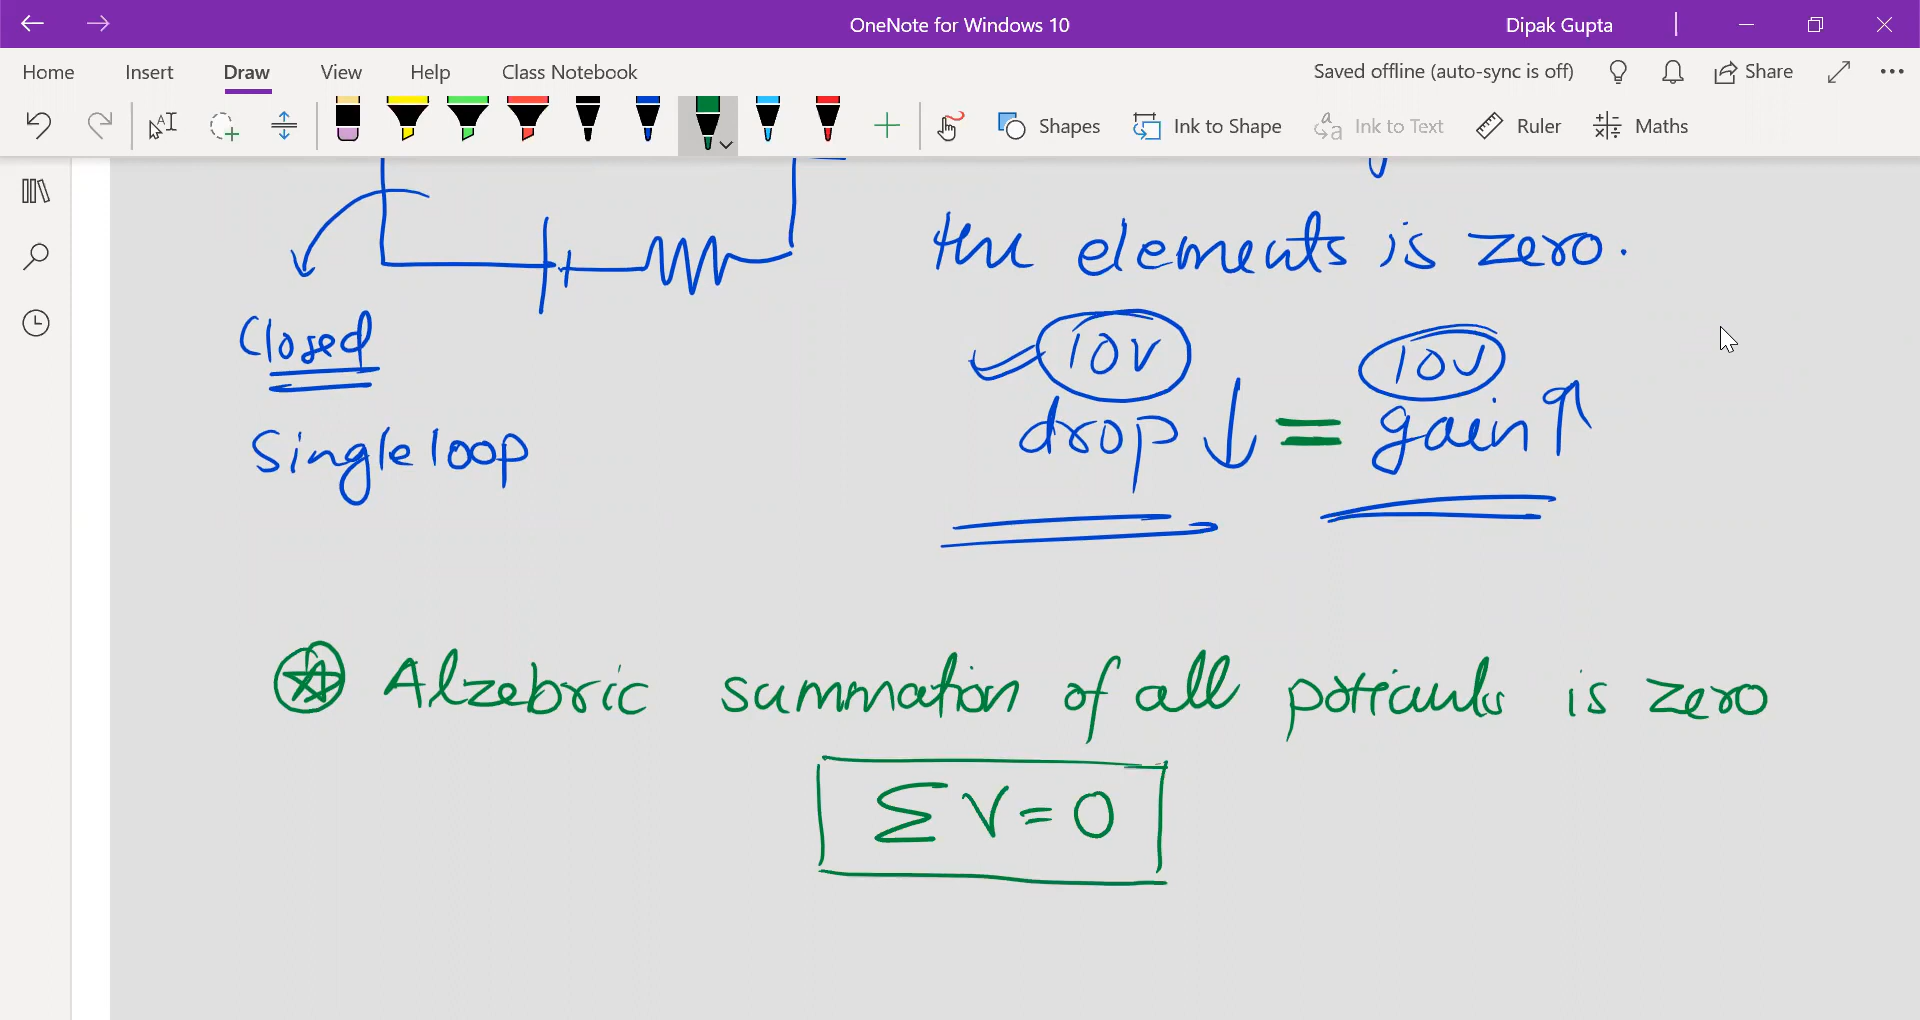 OneNote for Windows 10
Dipak Gupta
Home Insert Draw View Help Class Notebook
Saved offline (auto-sync is off) Share
Shapes Ink to Shape Ink to Text Ruler Maths
the elements is zero.
10V 10V
drop ↓ = gain ↑
Closed
Single loop
Alzebric summation of all is zero
Σ V = 0